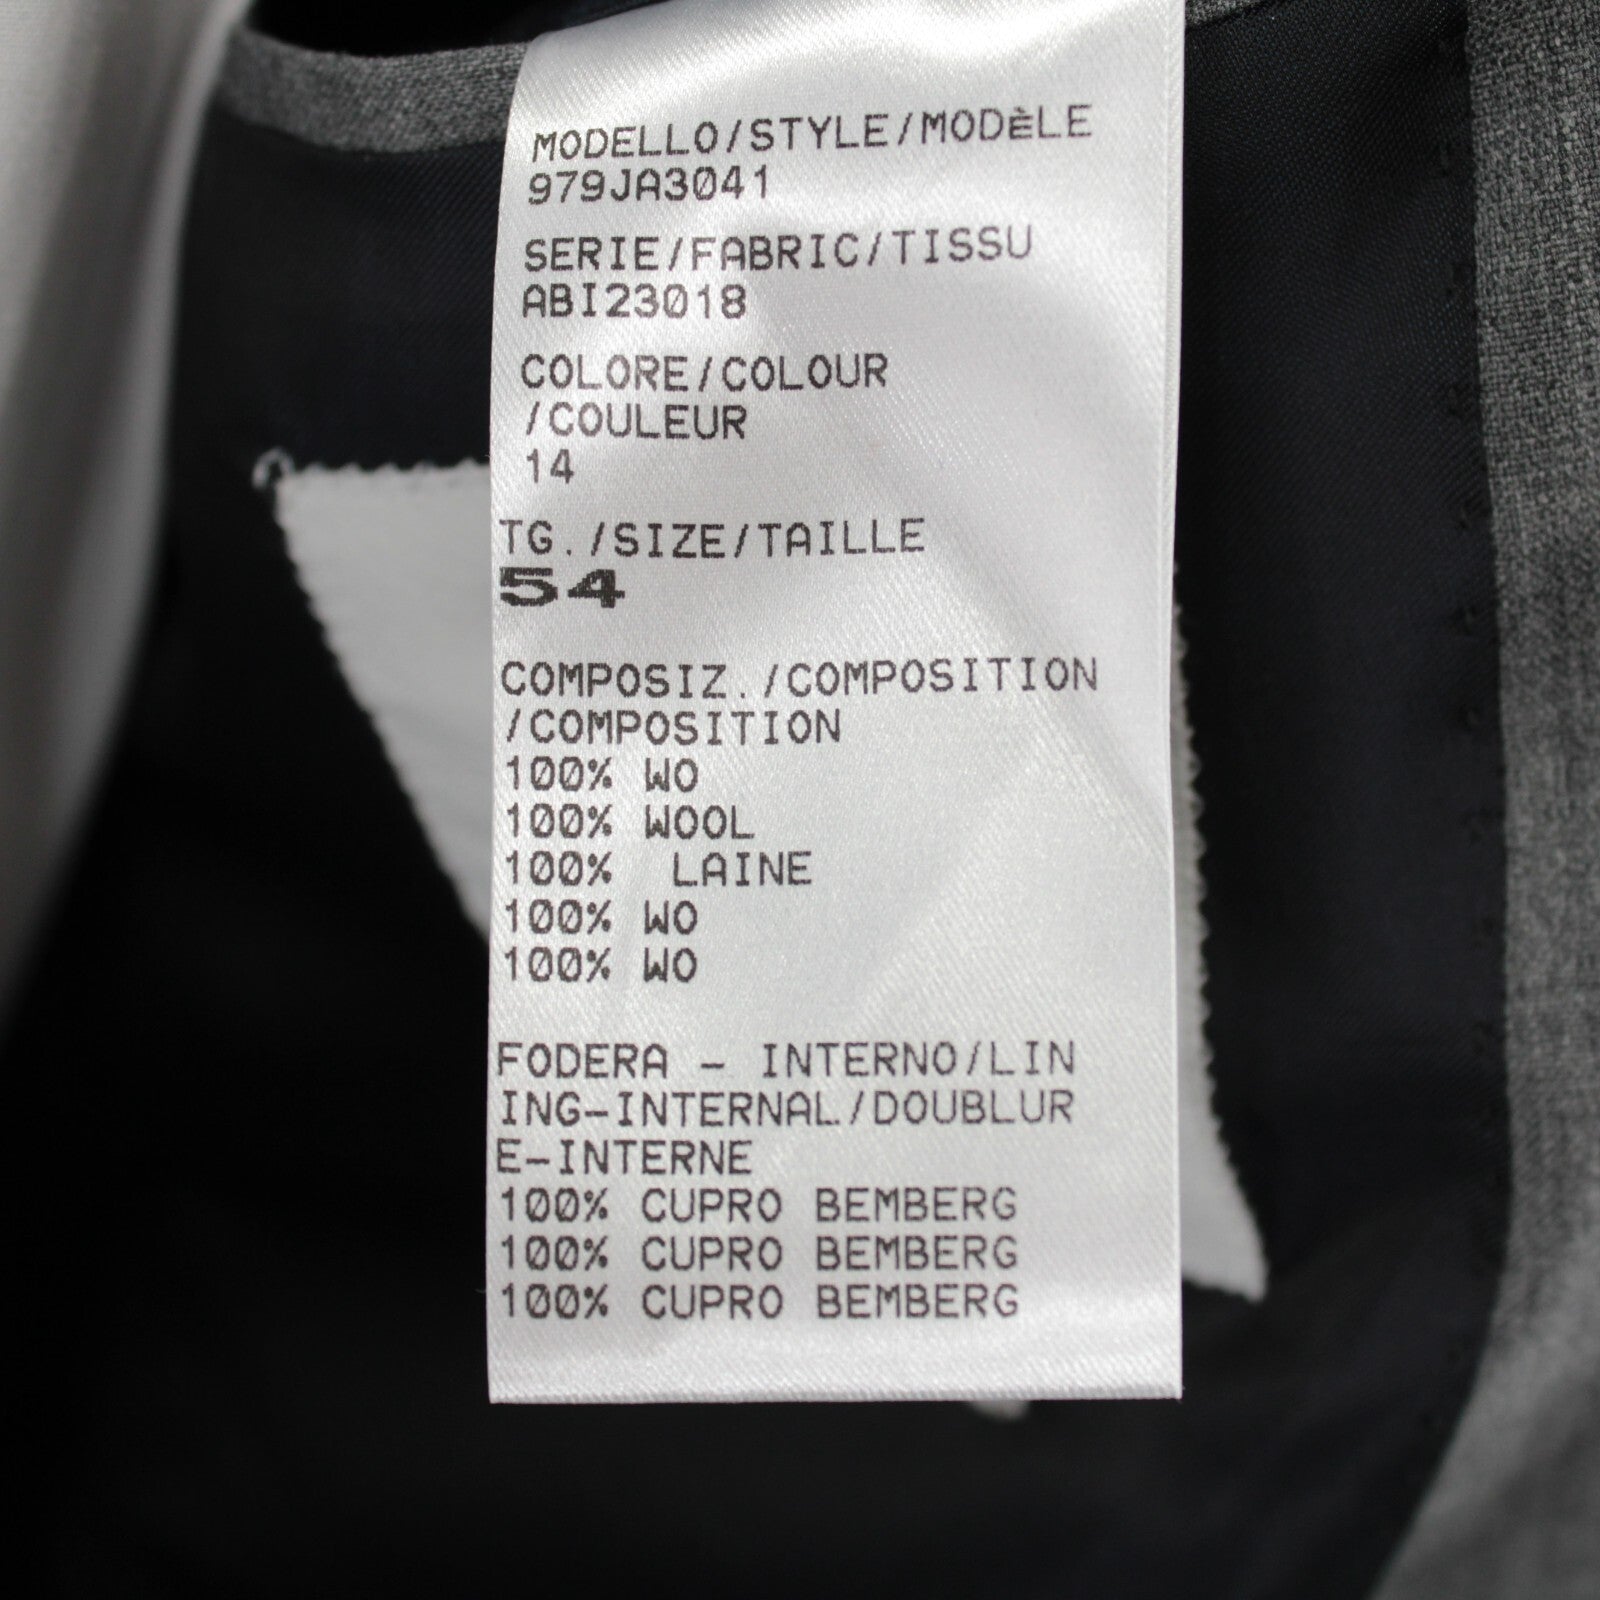 MODELLO/STYLE/MODÈLE
979JA3041
SERIE/FABRIC/TISSU
ABI23018
COLORE/COLOUR
/COULEUR
14
TG./SIZE/TAILLE
54
COMPOSIZ./COMPOSITION
/COMPOSITION
100% WO
100% WOOL
100% LAINE
100% WO
100% WO
FODERA - INTERNO/LIN
ING-INTERNAL/DOUBLUR
E-INTERNE
100% CUPRO BEMBERG
100% CUPRO BEMBERG
100% CUPRO BEMBERG